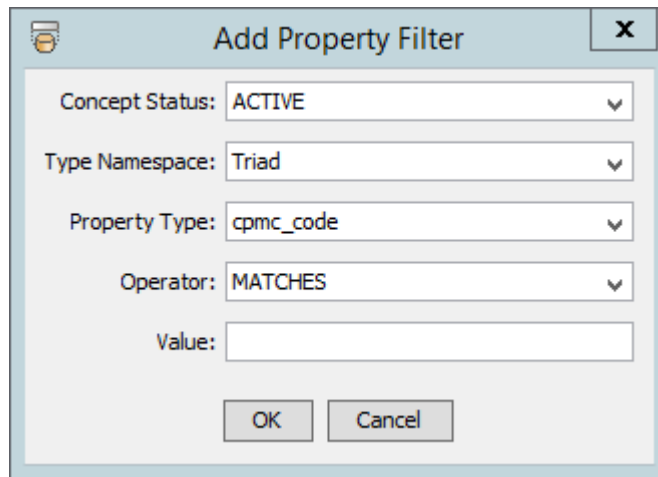 Add Property Filter
x
Concept Status: ACTIVE
Type Namespace: Triad
Property Type: cpmc_code
Operator: MATCHES
Value:
OK Cancel